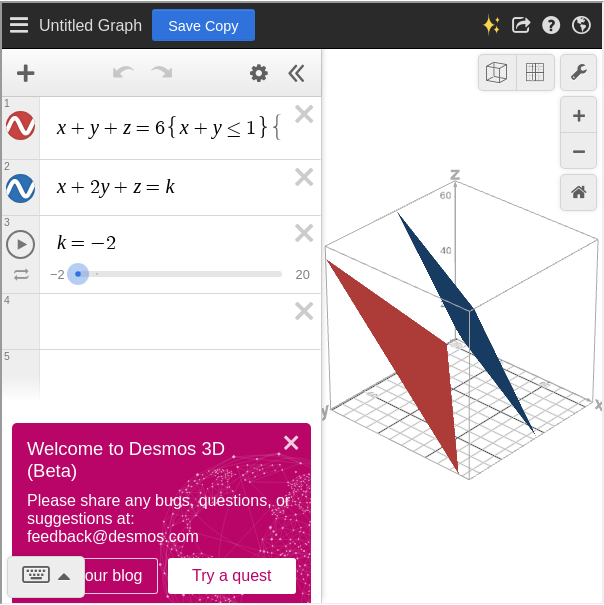 Untitled Graph
Save Copy
1
x + y + z = 6 { x + y ≤ 1 } {
2
x + 2y + z = k
3
k = −2
−2
20
4
5
Welcome to Desmos 3D
(Beta)
Please share any bugs, questions, or
suggestions at:
feedback@desmos.com
our blog
Try a quest
z
60
40
y
x